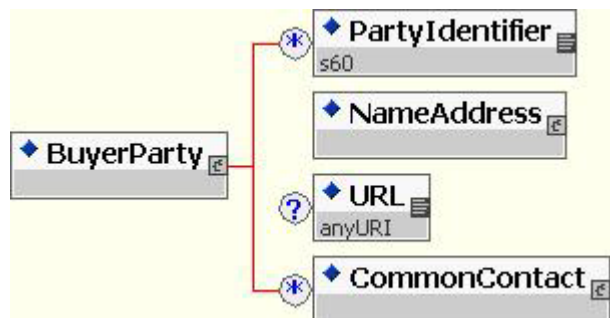 PartyIdentifier
s60
NameAddress
BuyerParty
?
URL
anyURI
CommonContact